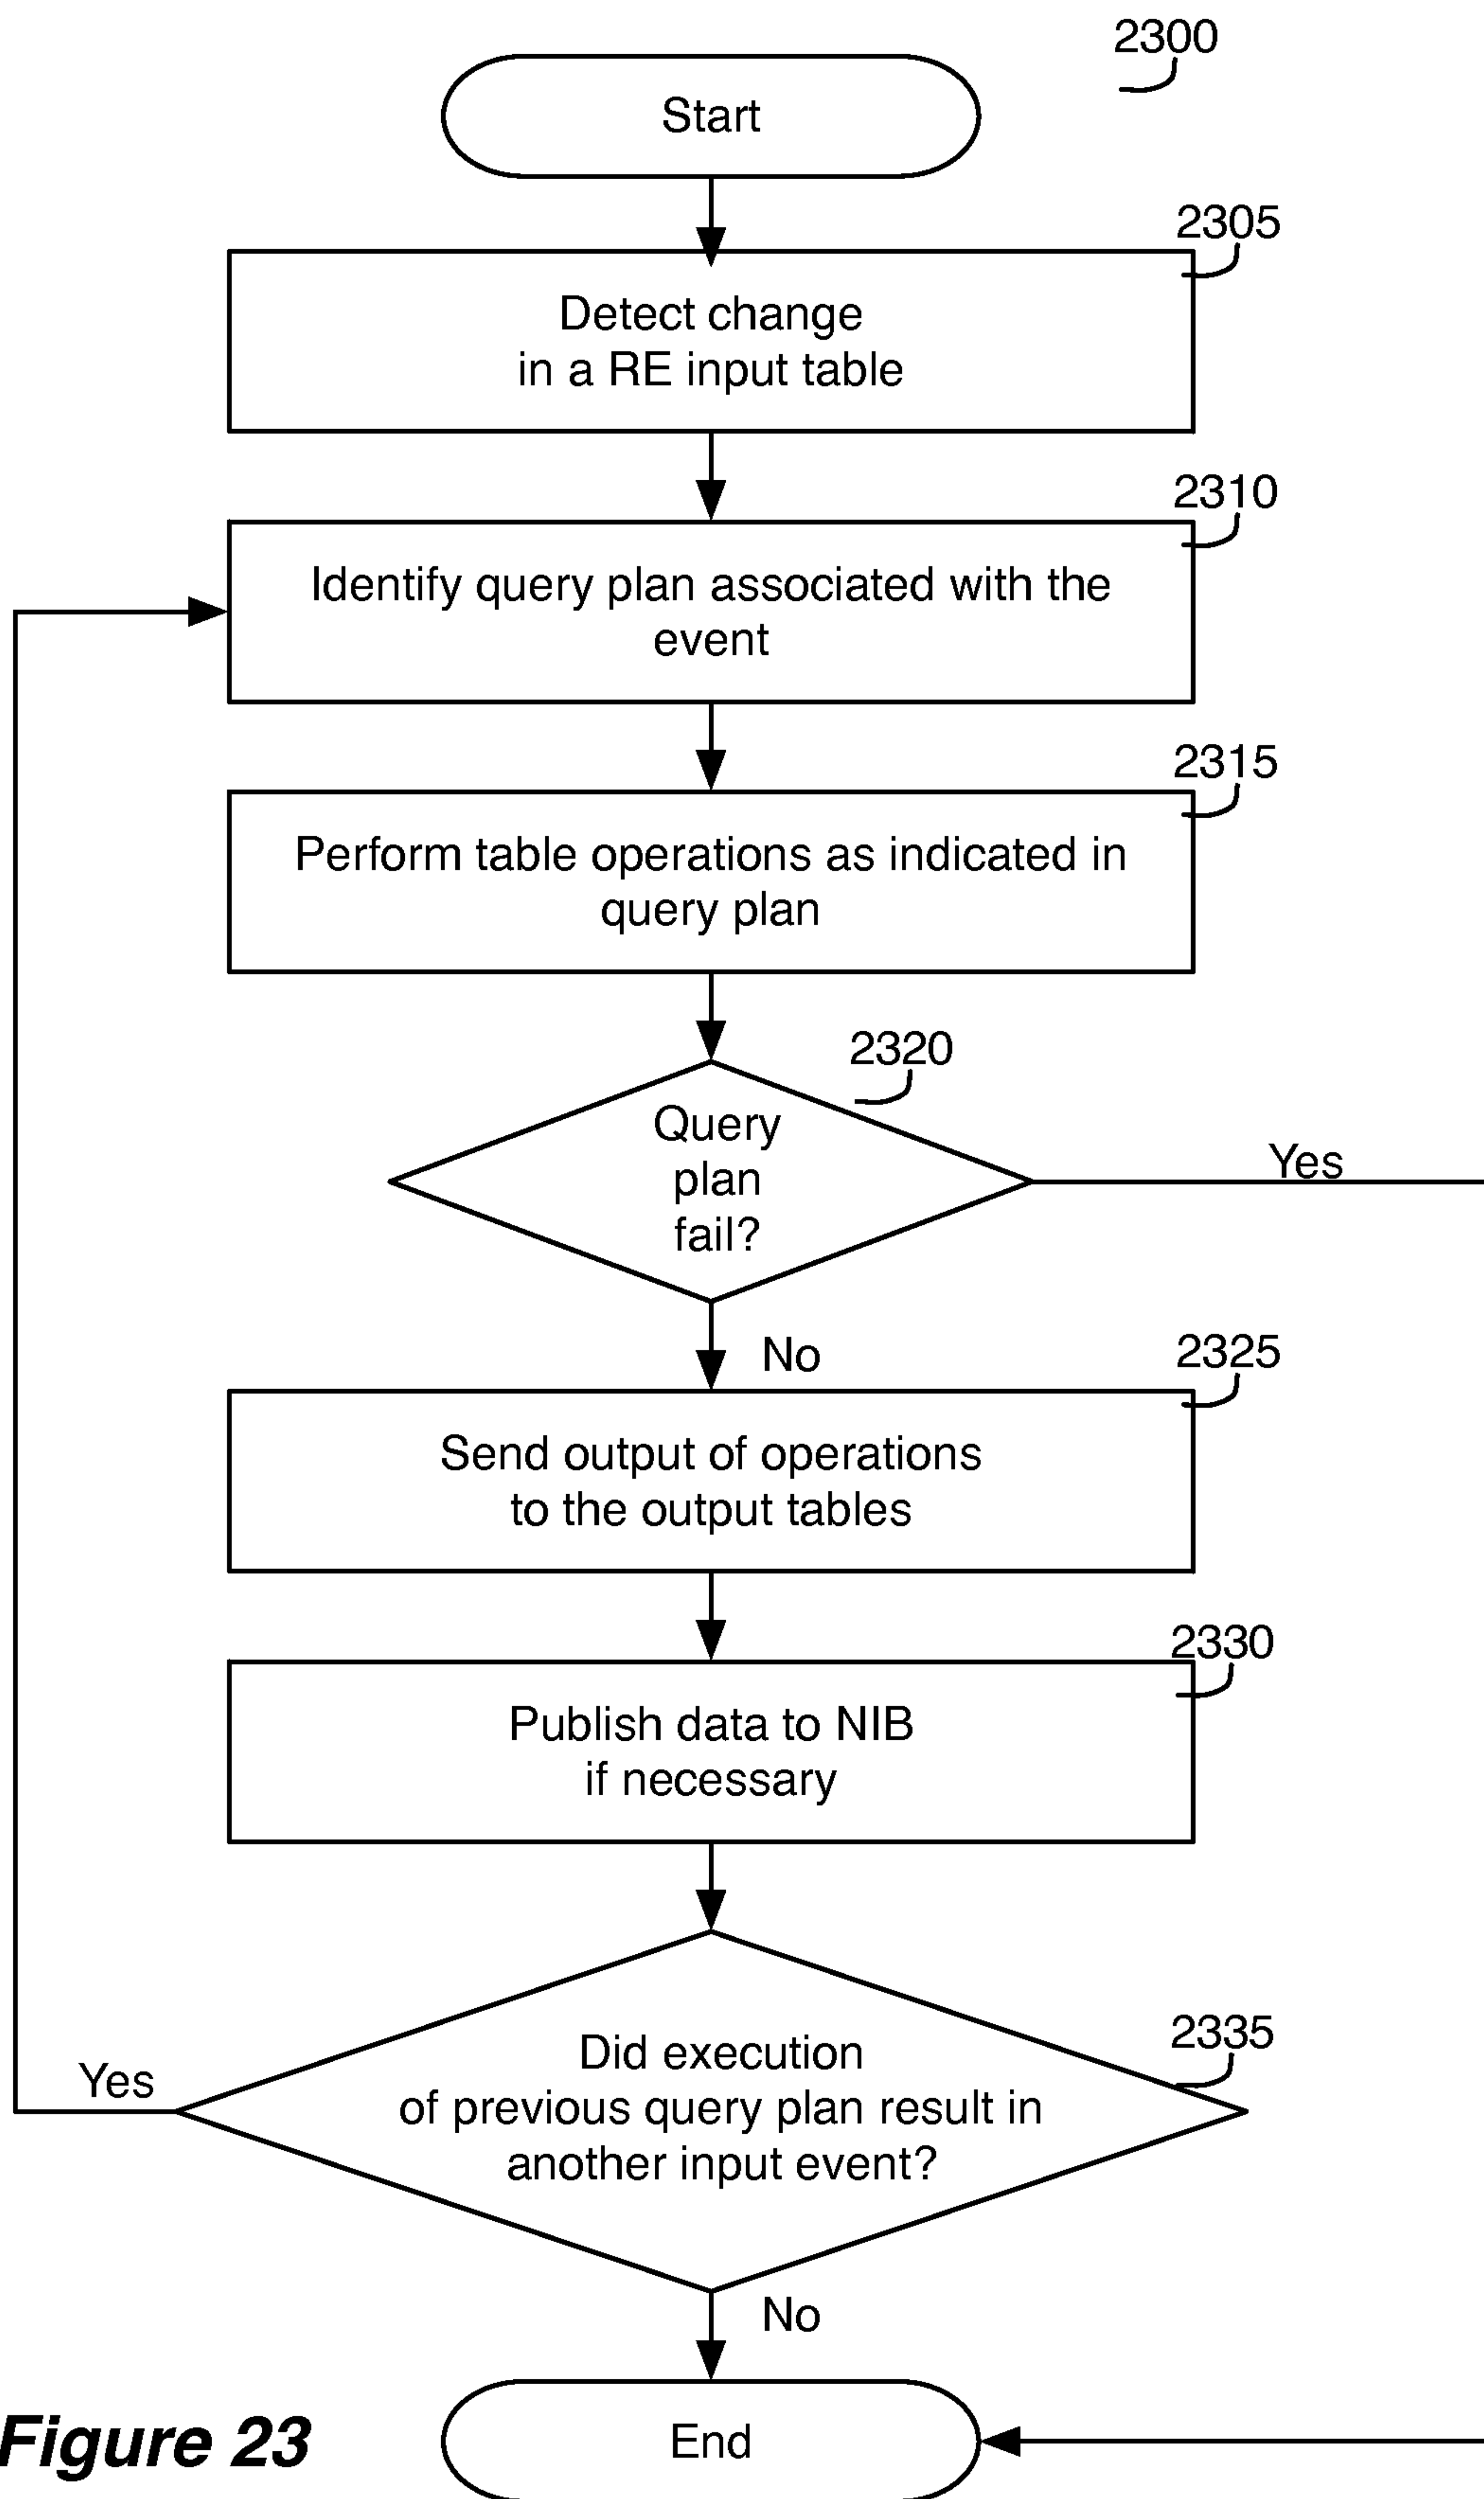 2300
Start
2305
Detect change
in a RE input table
2310
Identify query plan associated with the
event
2315
Perform table operations as indicated in
query plan
2320
Query
plan
fail?
Yes
No
2325
Send output of operations
to the output tables
2330
Publish data to NIB
if necessary
2335
Did execution
of previous query plan result in
another input event?
Yes
No
End
Figure 23